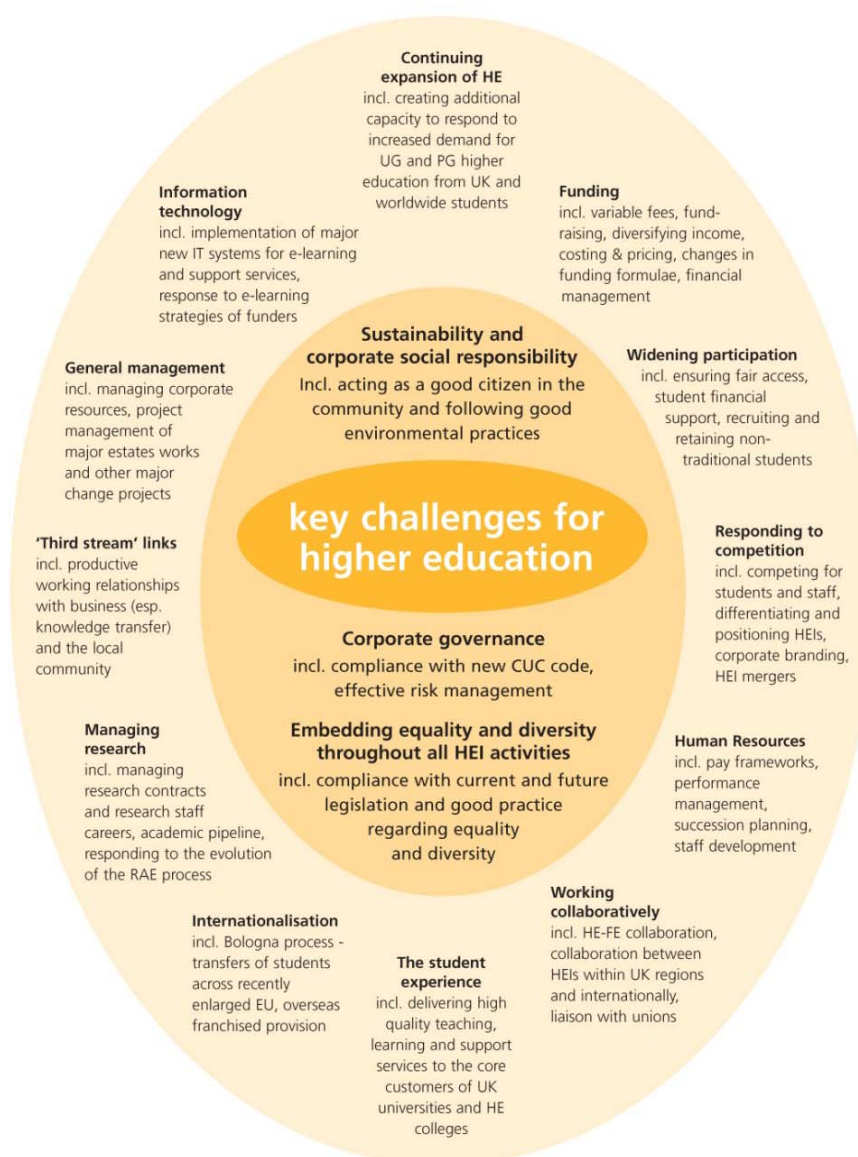 Continuing
expansion of HE
incl. creating additional
capacity to respond to
increased demand for
UG and PG higher
education from UK and
worldwide students
Funding
incl. variable fees, fund-
raising, diversifying income,
costing & pricing, changes in
funding formulae, financial
management
Widening participation
incl. ensuring fair access,
student financial
support, recruiting and
retaining non-
traditional students
Responding to
competition
incl. competing for
students and staff,
differentiating and
positioning HEIs,
corporate branding,
HEI mergers
Human Resources
incl. pay frameworks,
performance
management,
succession planning,
staff development
Working
collaboratively
incl. HE-FE collaboration,
collaboration between
HEIs within UK regions
and internationally,
liaison with unions
The student
experience
incl. delivering high
quality teaching,
learning and support
services to the core
customers of UK
universities and HE
colleges
Internationalisation
incl. Bologna process -
transfers of students
across recently
enlarged EU, overseas
franchised provision
Managing
research
incl. managing
research contracts
and research staff
careers, academic pipeline,
responding to the evolution
of the RAE process
'Third stream' links
incl. productive
working relationships
with business (esp.
knowledge transfer)
and the local
community
General management
incl. managing corporate
resources, project
management of
major estates works
and other major
change projects
Information
technology
incl. implementation of major
new IT systems for e-learning
and support services,
response to e-learning
strategies of funders
Sustainability and
corporate social responsibility
Incl. acting as a good citizen in the
community and following good
environmental practices
key challenges for
higher education
Corporate governance
incl. compliance with new CUC code,
effective risk management
Embedding equality and diversity
throughout all HEI activities
incl. compliance with current and future
legislation and good practice
regarding equality
and diversity